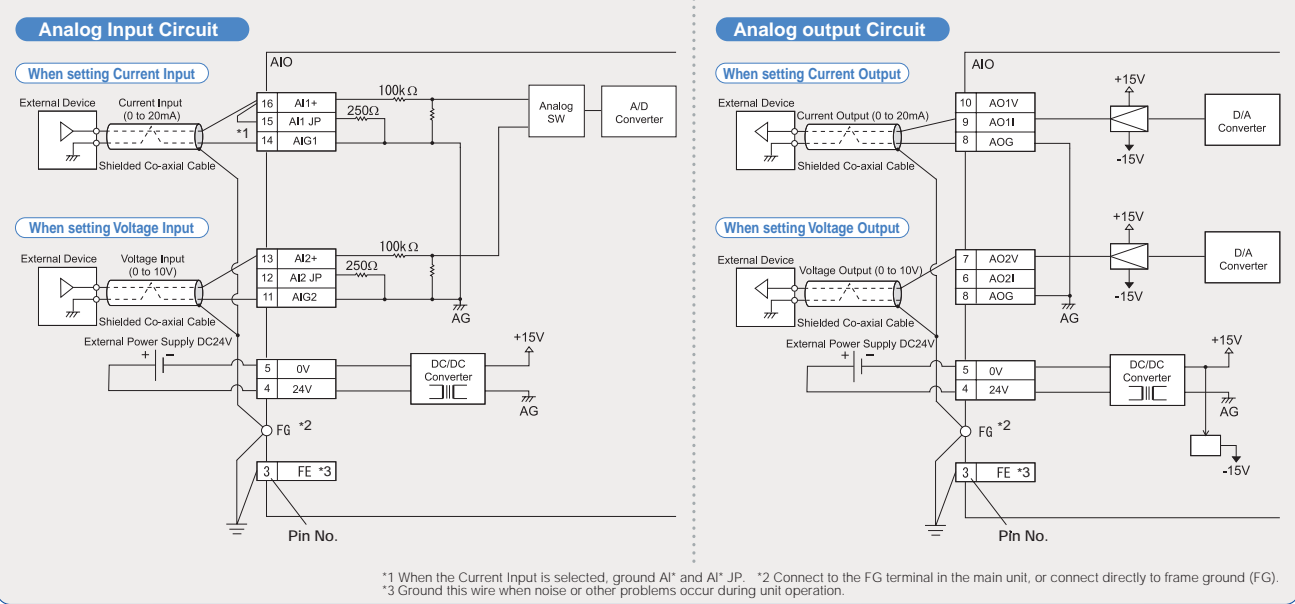 Analog Input Circuit
When setting Current Input
AIO
External Device
Current Input
(0 to 20mA)
16 AI1+
15 AI1 JP
14 AIG1
*1
100kΩ
250Ω
Analog
SW
A/D
Converter
Shielded Co-axial Cable
When setting Voltage Input
External Device
Voltage Input
(0 to 10V)
13 AI2+
12 AI2 JP
11 AIG2
100kΩ
250Ω
AG
Shielded Co-axial Cable
External Power Supply DC24V
+ −
5 0V
4 24V
DC/DC
Converter
+15V
AG
FG *2
3 FE *3
Pin No.
Analog output Circuit
When setting Current Output
AIO
External Device
Current Output (0 to 20mA)
10 AO1V
9 AO1I
8 AOG
+15V
-15V
D/A
Converter
Shielded Co-axial Cable
When setting Voltage Output
External Device
Voltage Output (0 to 10V)
7 AO2V
6 AO2I
8 AOG
+15V
-15V
D/A
Converter
AG
Shielded Co-axial Cable
External Power Supply DC24V
+ −
5 0V
4 24V
DC/DC
Converter
+15V
AG
-15V
FG *2
3 FE *3
Pin No.
*1 When the Current Input is selected, ground AI* and AI* JP. *2 Connect to the FG terminal in the main unit, or connect directly to frame ground (FG).
*3 Ground this wire when noise or other problems occur during unit operation.